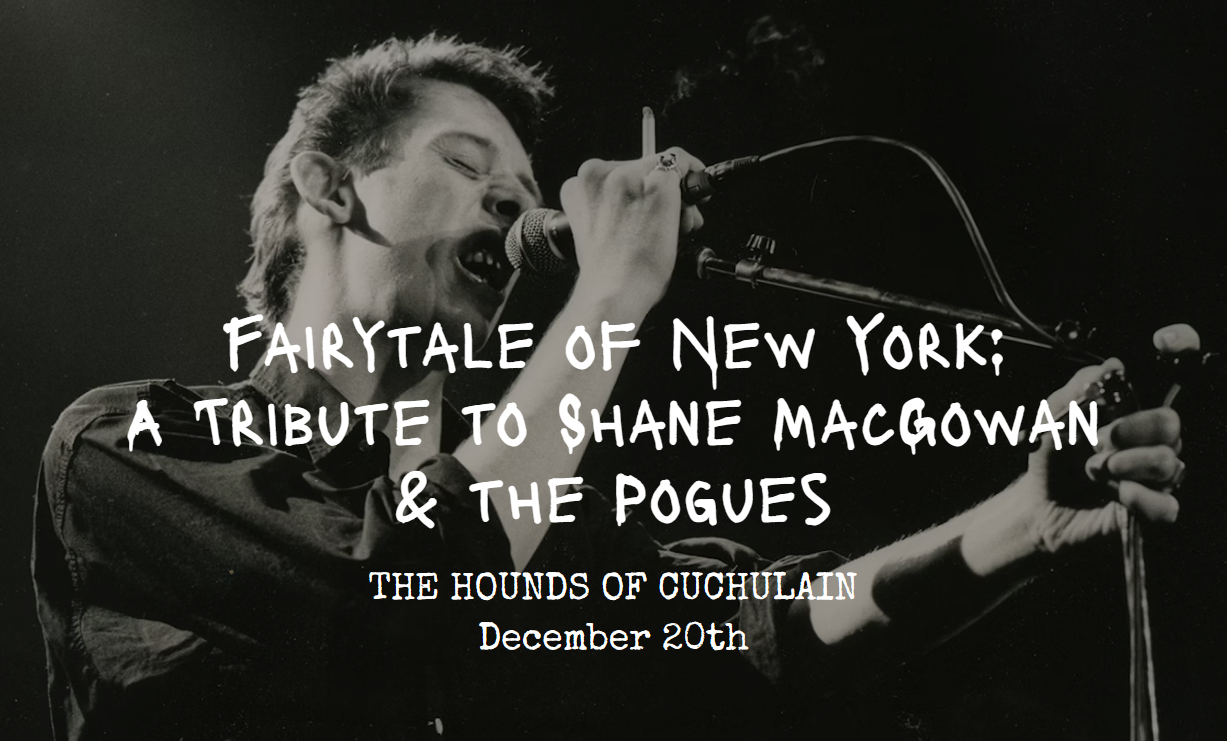 FAIRYTALE OF NEW YORK:
A TRIBUTE TO SHANE MACGOWAN
& THE POGUES
THE HOUNDS OF CUCHULAIN
December 20th